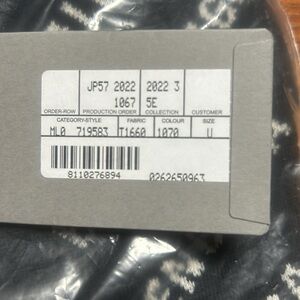 JP57 2022 2022 3
1067 5E
ORDER-ROW PRODUCTION ORDER COLLECTION CUSTOMER
CATEGORY-STYLE FABRIC COLOUR SIZE
ML0 719583 T1660 1070 U
8110276894 0262650963